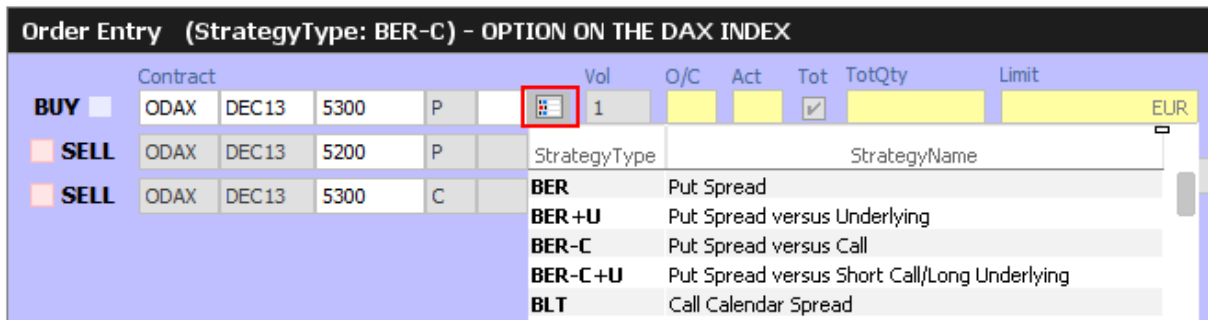 Order Entry (StrategyType: BER-C) - OPTION ON THE DAX INDEX
Contract Vol O/C Act Tot TotQty Limit
BUY ODAX DEC13 5300 P 1 EUR
SELL ODAX DEC13 5200 P
SELL ODAX DEC13 5300 C
StrategyType StrategyName
BER Put Spread
BER+U Put Spread versus Underlying
BER-C Put Spread versus Call
BER-C+U Put Spread versus Short Call/Long Underlying
BLT Call Calendar Spread